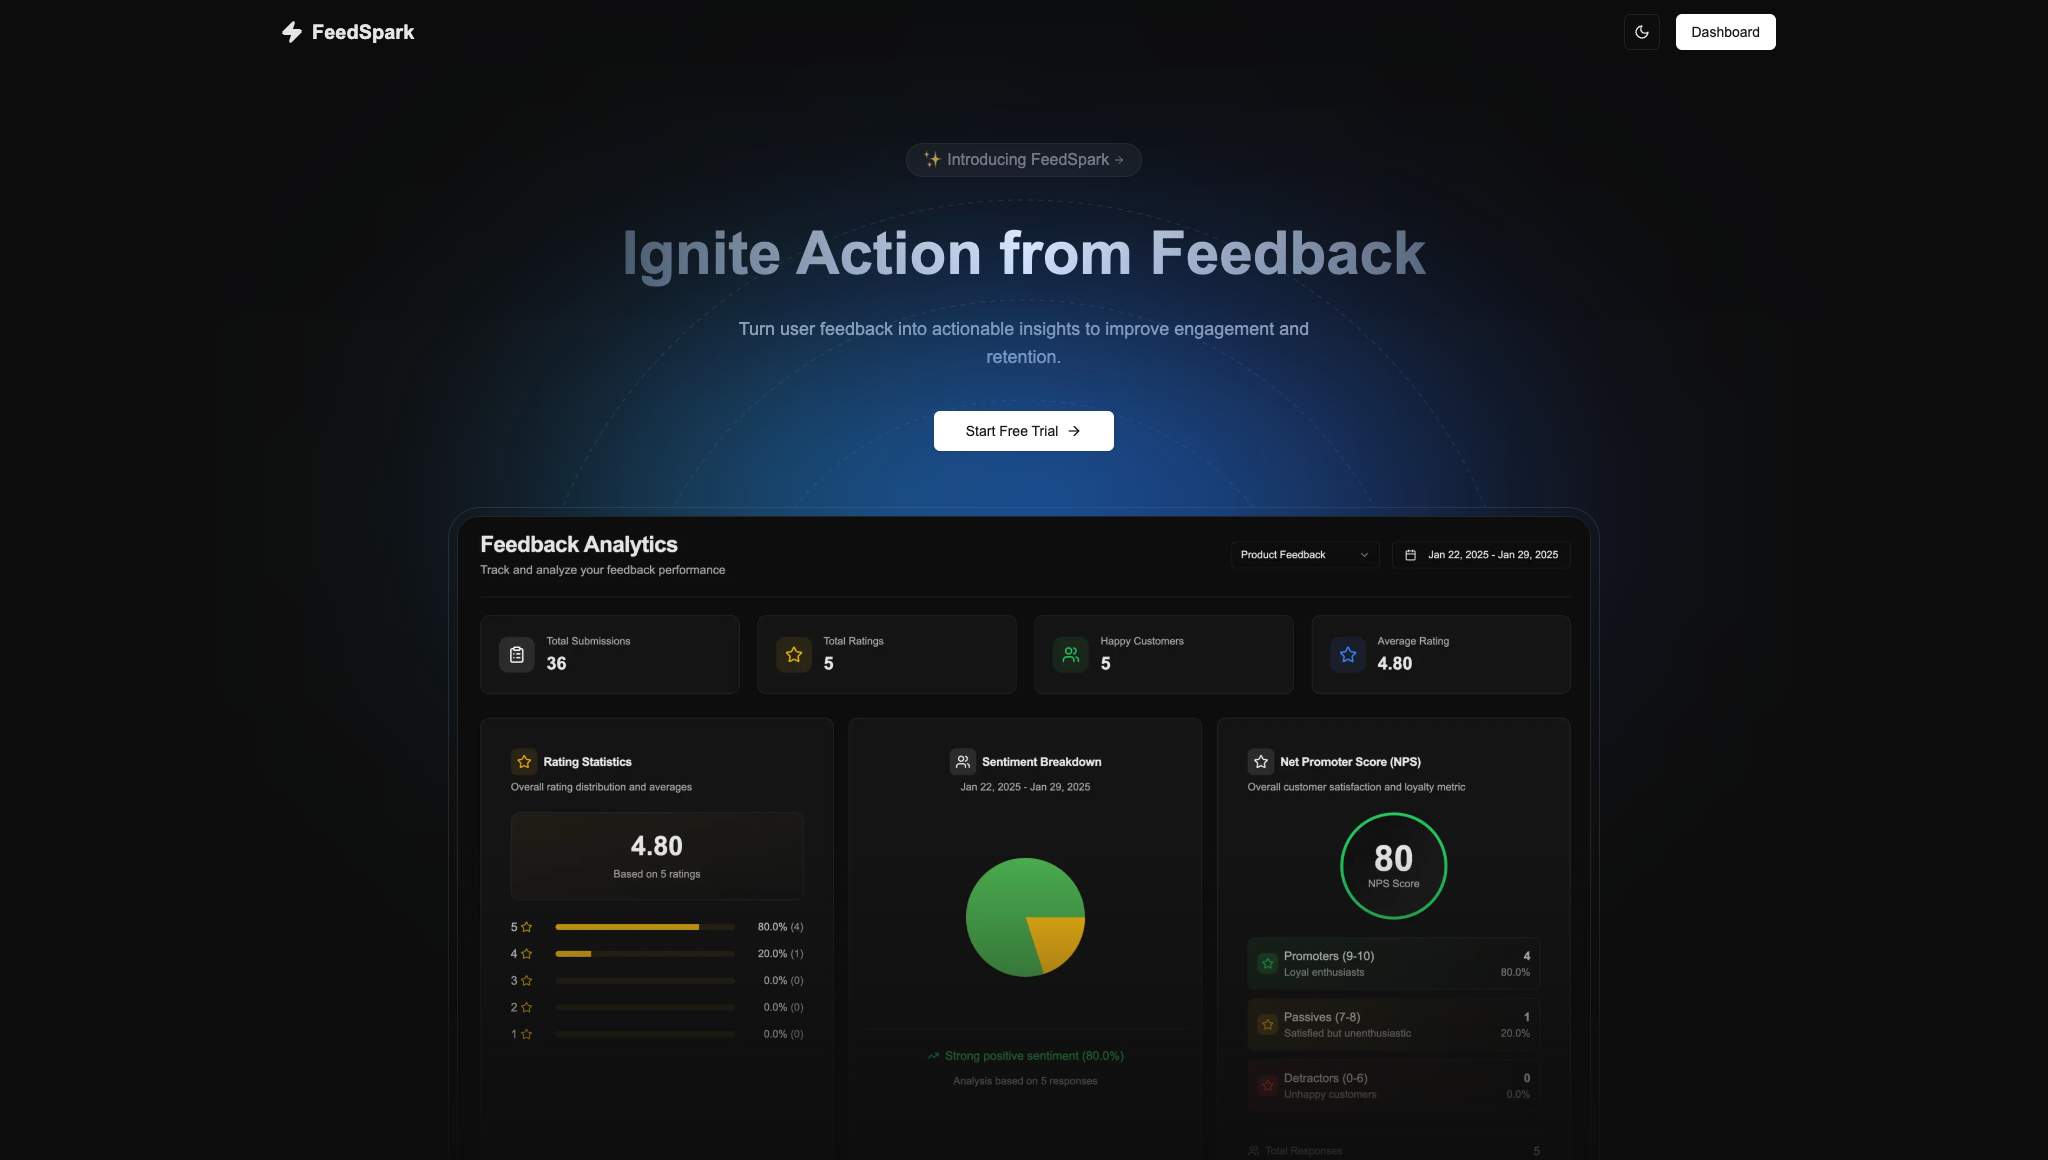 FeedSpark
Dashboard
✨ Introducing FeedSpark →
Ignite Action from Feedback
Turn user feedback into actionable insights to improve engagement and
retention.
Start Free Trial →
Feedback Analytics
Track and analyze your feedback performance
Product Feedback
Jan 22, 2025 - Jan 29, 2025
Total Submissions
36
Total Ratings
5
Happy Customers
5
Average Rating
4.80
Rating Statistics
Overall rating distribution and averages
4.80
Based on 5 ratings
5 80.0% (4)
4 20.0% (1)
3 0.0% (0)
2 0.0% (0)
1 0.0% (0)
Sentiment Breakdown
Jan 22, 2025 - Jan 29, 2025
Strong positive sentiment (80.0%)
Analysis based on 5 responses
Net Promoter Score (NPS)
Overall customer satisfaction and loyalty metric
80
NPS Score
Promoters (9-10) 4
Loyal enthusiasts 80.0%
Passives (7-8) 1
Satisfied but unenthusiastic 20.0%
Detractors (0-6) 0
Unhappy customers 0.0%
Total Responses 5